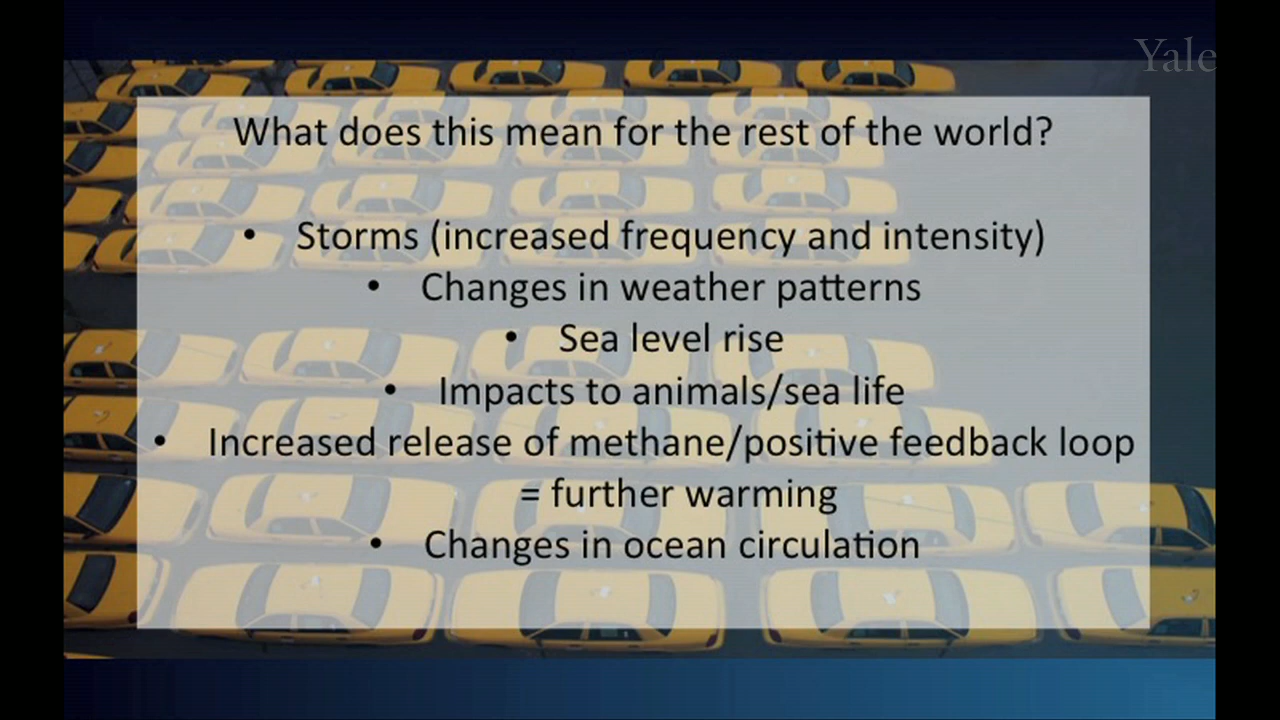 Yale
What does this mean for the rest of the world?
• Storms (increased frequency and intensity)
• Changes in weather patterns
• Sea level rise
• Impacts to animals/sea life
• Increased release of methane/positive feedback loop
= further warming
• Changes in ocean circulation